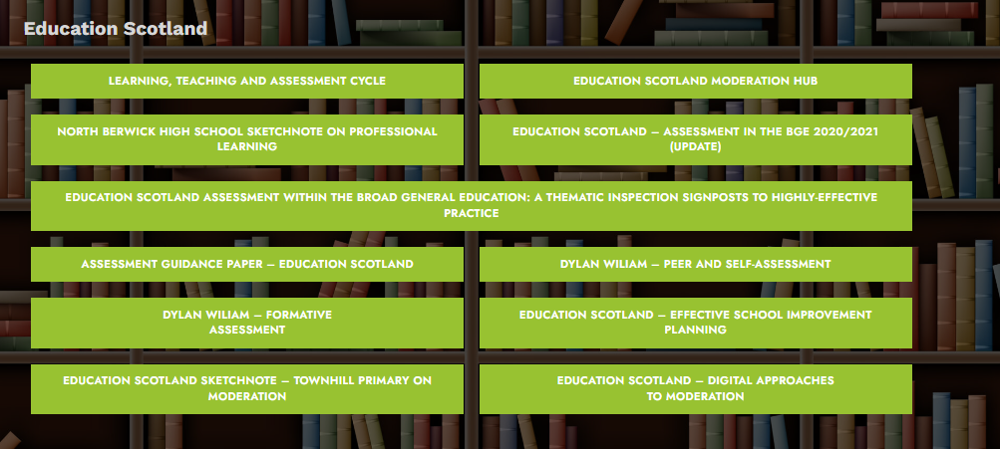 Education Scotland
LEARNING, TEACHING AND ASSESSMENT CYCLE
EDUCATION SCOTLAND MODERATION HUB
NORTH BERWICK HIGH SCHOOL SKETCHNOTE ON PROFESSIONAL
LEARNING
EDUCATION SCOTLAND – ASSESSMENT IN THE BGE 2020/2021
(UPDATE)
EDUCATION SCOTLAND ASSESSMENT WITHIN THE BROAD GENERAL EDUCATION: A THEMATIC INSPECTION SIGNPOSTS TO HIGHLY-EFFECTIVE
PRACTICE
ASSESSMENT GUIDANCE PAPER – EDUCATION SCOTLAND
DYLAN WILIAM – PEER AND SELF-ASSESSMENT
DYLAN WILIAM – FORMATIVE
ASSESSMENT
EDUCATION SCOTLAND – EFFECTIVE SCHOOL IMPROVEMENT
PLANNING
EDUCATION SCOTLAND SKETCHNOTE – TOWNHILL PRIMARY ON
MODERATION
EDUCATION SCOTLAND – DIGITAL APPROACHES
TO MODERATION